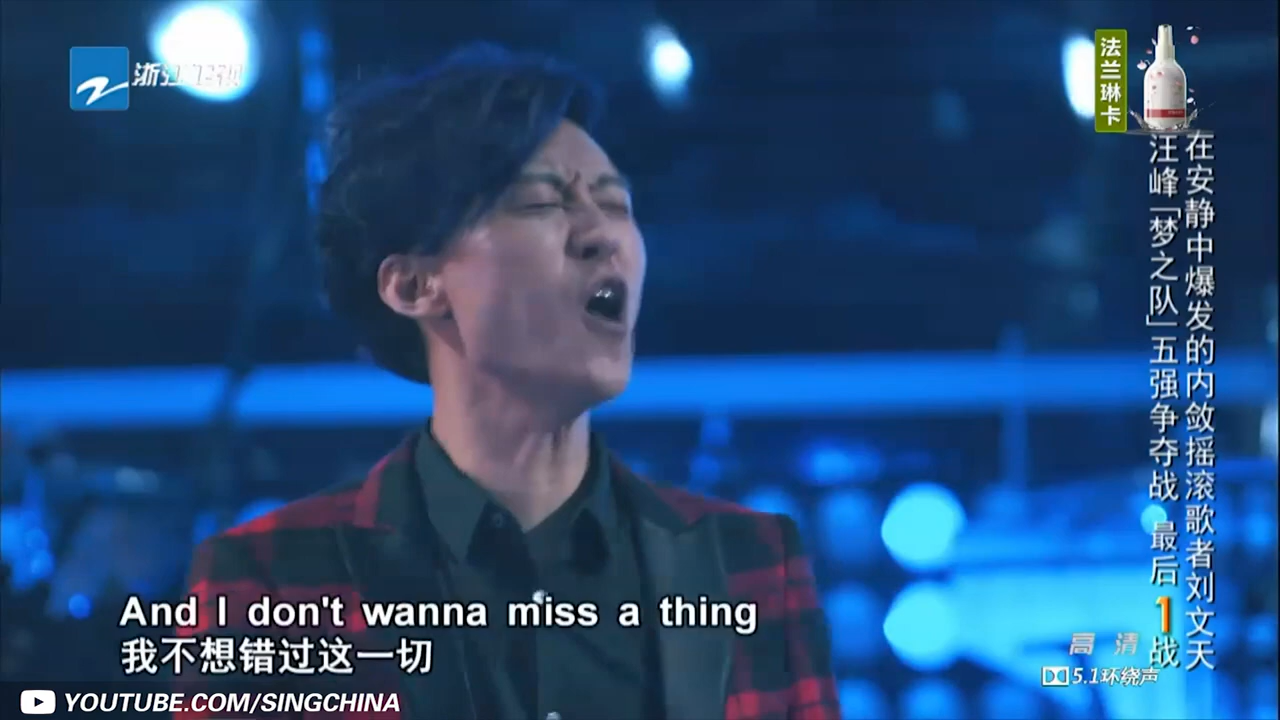 浙江卫视
法兰琳卡
在安静中爆发的内敛摇滚歌者刘文天
汪峰「梦之队」五强争夺战 最后1战
And I don't wanna miss a thing
我不想错过这一切
高清
5.1环绕声
YOUTUBE.COM/SINGCHINA